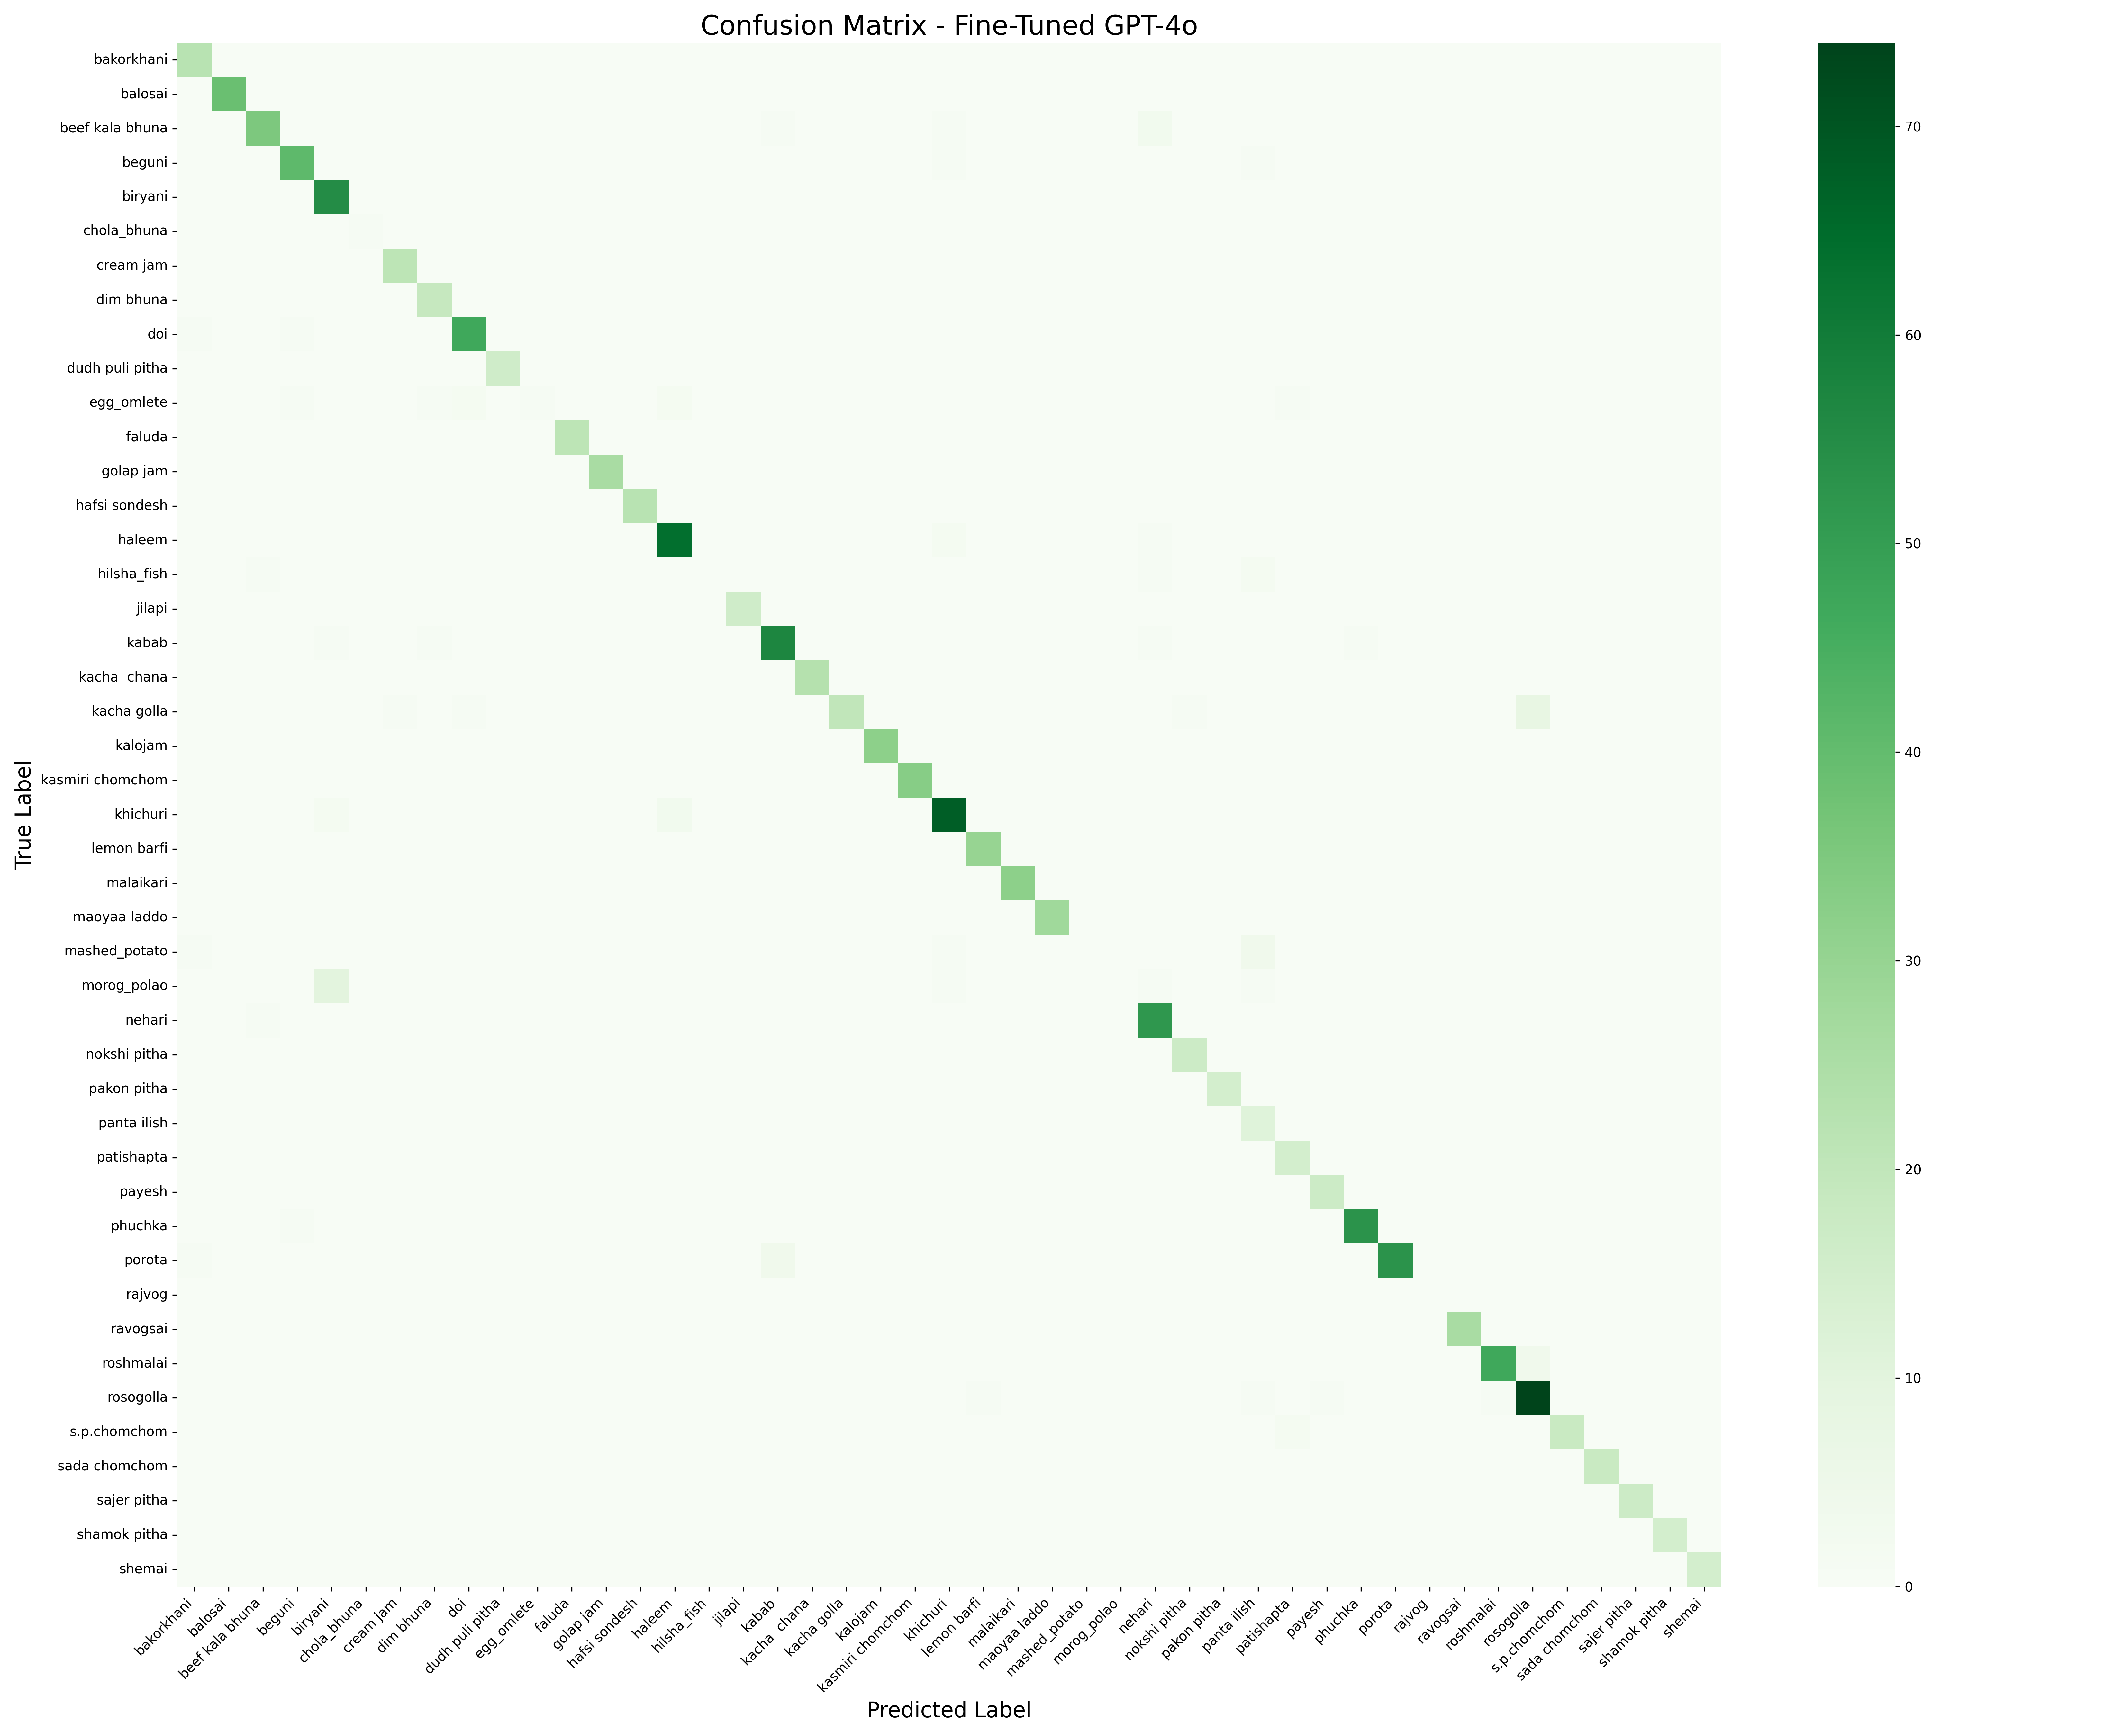 Confusion Matrix - Fine-Tuned GPT-4o
True Label
bakorkhani
balosai
beef kala bhuna
beguni
biryani
chola_bhuna
cream jam
dim bhuna
doi
dudh puli pitha
egg_omlete
faluda
golap jam
hafsi sondesh
haleem
hilsha_fish
jilapi
kabab
kacha  chana
kacha golla
kalojam
kasmiri chomchom
khichuri
lemon barfi
malaikari
maoyaa laddo
mashed_potato
morog_polao
nehari
nokshi pitha
pakon pitha
panta ilish
patishapta
payesh
phuchka
porota
rajvog
ravogsai
roshmalai
rosogolla
s.p.chomchom
sada chomchom
sajer pitha
shamok pitha
shemai
bakorkhani
balosai
beef kala bhuna
beguni
biryani
chola_bhuna
cream jam
dim bhuna
doi
dudh puli pitha
egg_omlete
faluda
golap jam
hafsi sondesh
haleem
hilsha_fish
jilapi
kabab
kacha  chana
kacha golla
kalojam
kasmiri chomchom
khichuri
lemon barfi
malaikari
maoyaa laddo
mashed_potato
morog_polao
nehari
nokshi pitha
pakon pitha
panta ilish
patishapta
payesh
phuchka
porota
rajvog
ravogsai
roshmalai
rosogolla
s.p.chomchom
sada chomchom
sajer pitha
shamok pitha
shemai
Predicted Label
70
60
50
40
30
20
10
0